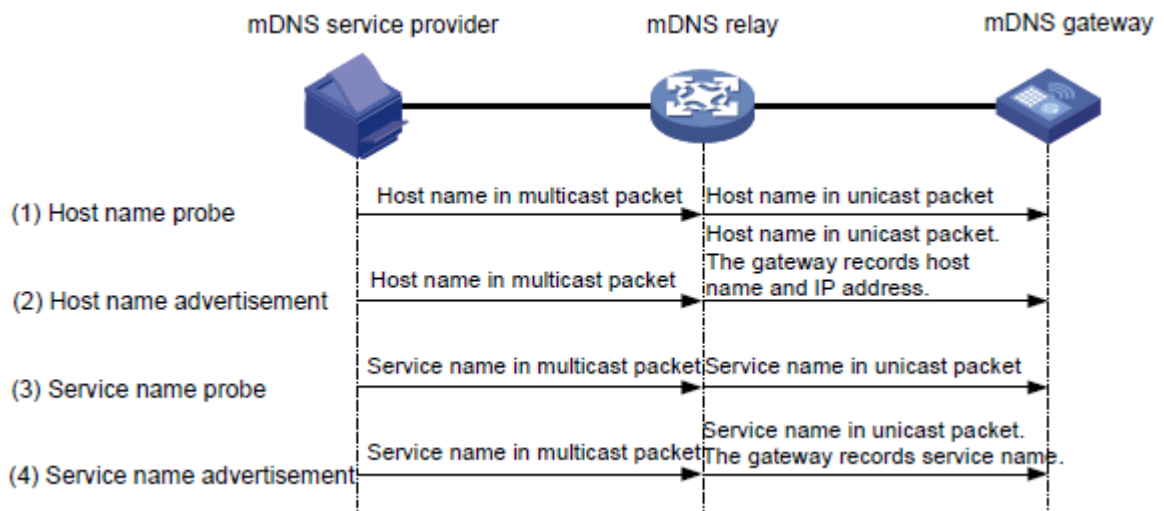 mDNS service provider
mDNS relay
mDNS gateway
(1) Host name probe
Host name in multicast packet
Host name in unicast packet
(2) Host name advertisement
Host name in multicast packet
Host name in unicast packet.
The gateway records host
name and IP address.
(3) Service name probe
Service name in multicast packet
Service name in unicast packet
(4) Service name advertisement
Service name in multicast packet
Service name in unicast packet.
The gateway records service name.